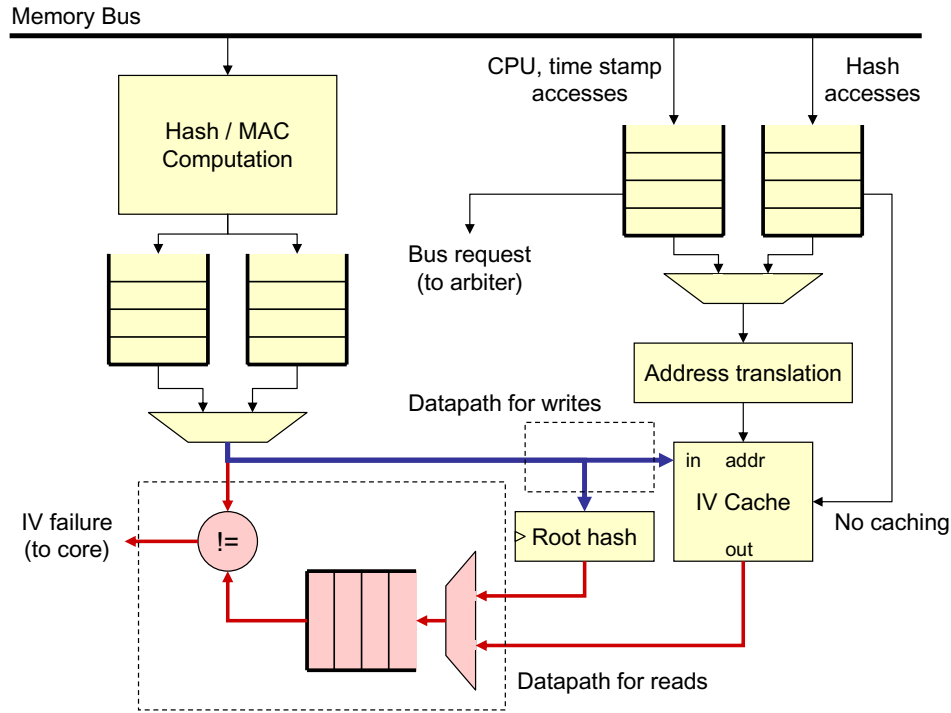 Memory Bus
CPU, time stamp
accesses
Hash
accesses
Hash / MAC
Computation
Bus request
(to arbiter)
Address translation
Datapath for writes
in addr
IV Cache
out
No caching
IV failure
(to core)
!=
Root hash
Datapath for reads